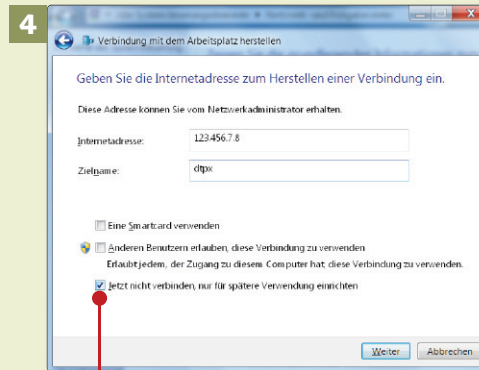 4
Verbindung mit dem Arbeitsplatz herstellen
Geben Sie die Internetadresse zum Herstellen einer Verbindung ein.
Diese Adresse können Sie vom Netzwerkadministrator erhalten.
Internetadresse: 123.456.7.8
Zielname: dtpx
Eine Smartcard verwenden
Anderen Benutzern erlauben, diese Verbindung zu verwenden
Erlaubt jedem, der Zugang zu diesem Computer hat, diese Verbindung zu verwenden.
Jetzt nicht verbinden, nur für spätere Verwendung einrichten
Weiter Abbrechen